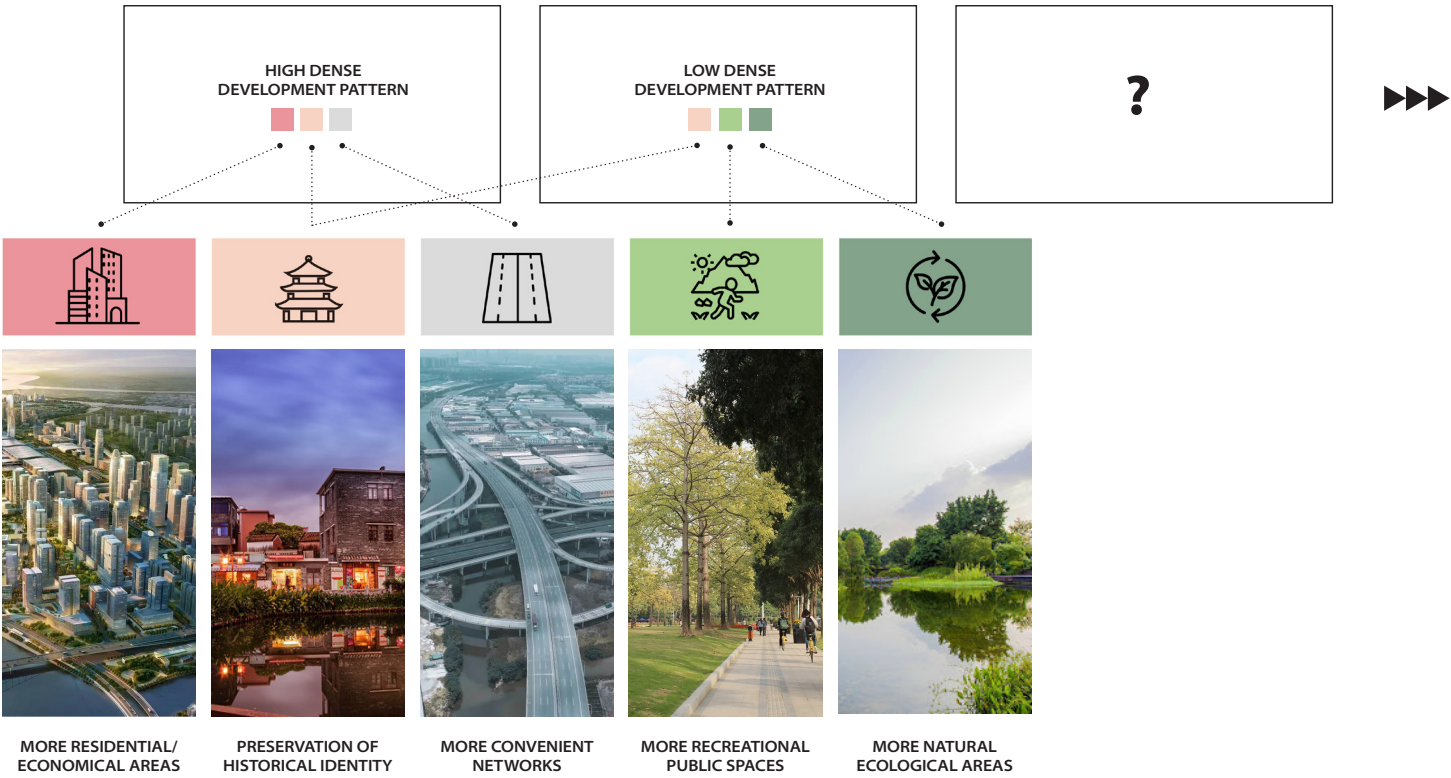 HIGH DENSE
DEVELOPMENT PATTERN
LOW DENSE
DEVELOPMENT PATTERN
?
MORE RESIDENTIAL/
ECONOMICAL AREAS
PRESERVATION OF
HISTORICAL IDENTITY
MORE CONVENIENT
NETWORKS
MORE RECREATIONAL
PUBLIC SPACES
MORE NATURAL
ECOLOGICAL AREAS